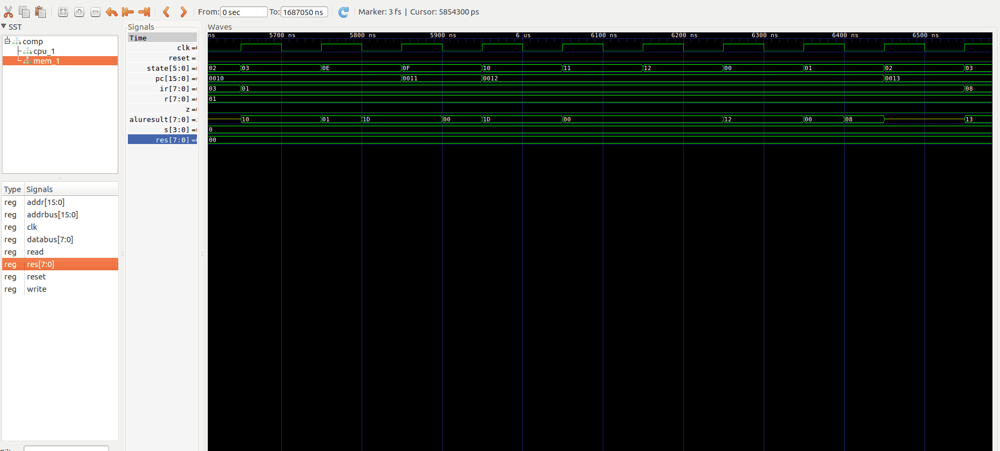 From: 0 sec To: 1687050 ns Marker: 3 fs | Cursor: 5854300 ps
SST
comp
cpu_1
mem_1
Type Signals
reg addr[15:0]
reg addrbus[15:0]
reg clk
reg databus[7:0]
reg read
reg res[7:0]
reg reset
reg write
Signals
Time
clk =
reset =
state[5:0] =
pc[15:0] =
ir[7:0] =
r[7:0] =
z =
aluresult[7:0] =
s[3:0] =
res[7:0] =
Waves
ns 5700 ns 5800 ns 5900 ns 6 us 6100 ns 6200 ns 6300 ns 6400 ns 6500 ns
02 03 0E 0F 10 11 12 00 01 02 03
0010 0011 0012 0013
03 01 08
01
10 01 1D 00 1D 00 12 00 08 13
0
00